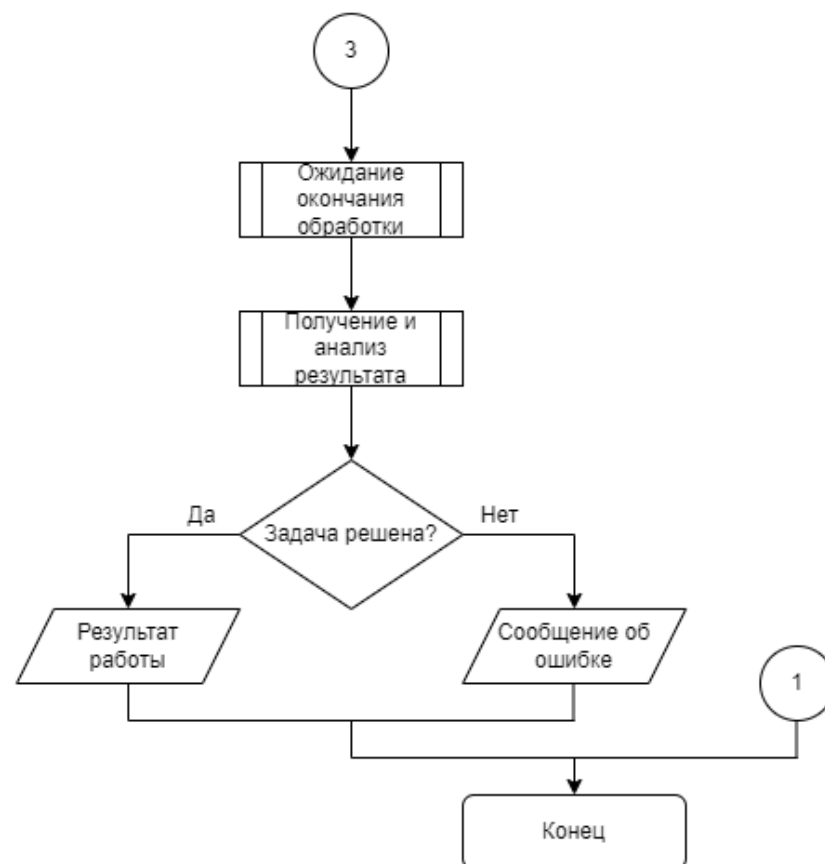 3
Ожидание
окончания
обработки
Получение и
анализ
результата
Да
Задача решена?
Нет
Результат
работы
Сообщение об
ошибке
1
Конец